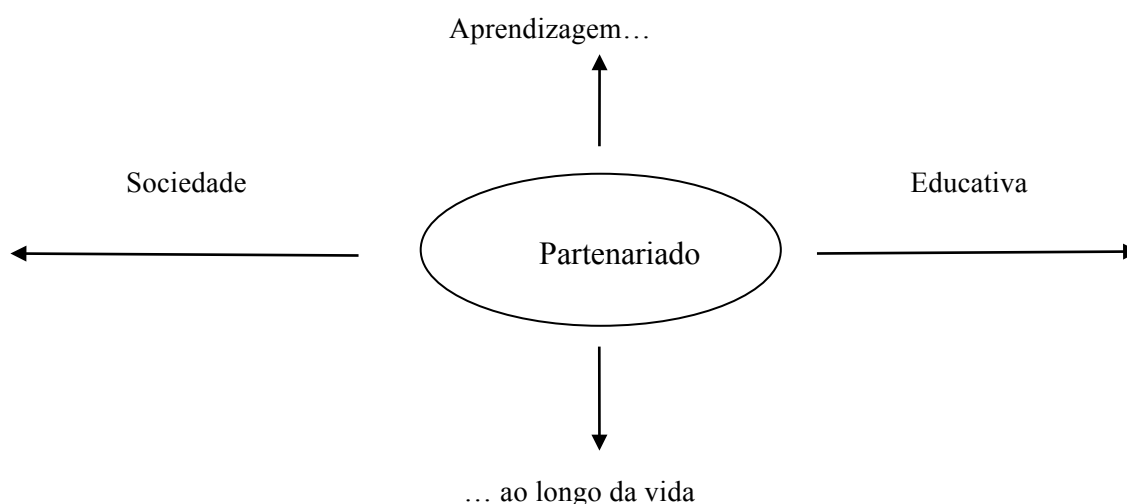 Aprendizagem…
Sociedade
Educativa
Partenariado
… ao longo da vida